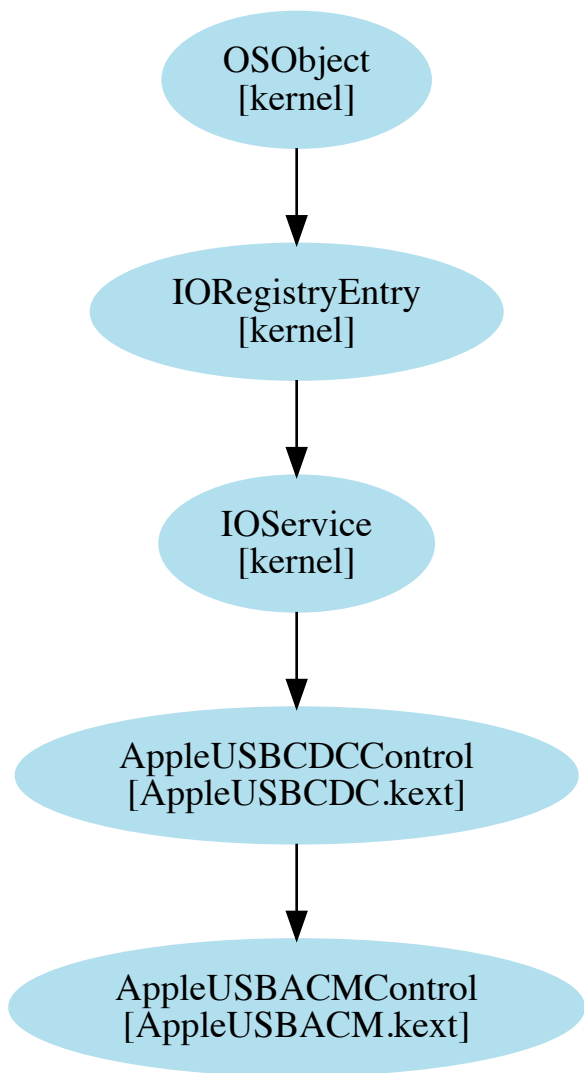 OSObject
[kernel]
IORegistryEntry
[kernel]
IOService
[kernel]
AppleUSBCDCControl
[AppleUSBCDC.kext]
AppleUSBACMControl
[AppleUSBACM.kext]